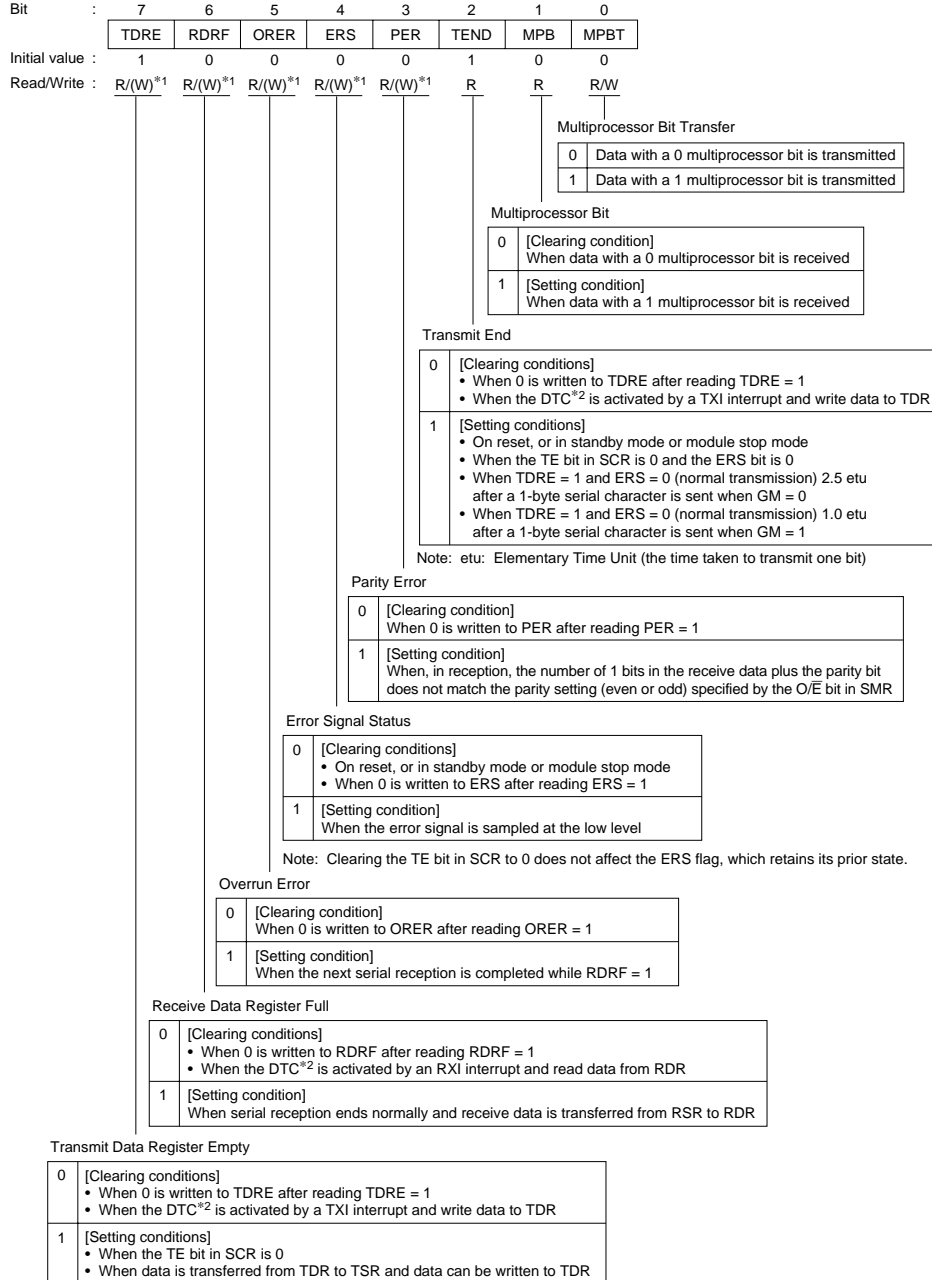 Bit : 7 6 5 4 3 2 1 0
TDRE RDRF ORER ERS PER TEND MPB MPBT
Initial value : 1 0 0 0 0 1 0 0
Read/Write : R/(W)*1 R/(W)*1 R/(W)*1 R/(W)*1 R/(W)*1 R R R/W
Multiprocessor Bit Transfer
0 Data with a 0 multiprocessor bit is transmitted
1 Data with a 1 multiprocessor bit is transmitted
Multiprocessor Bit
0 [Clearing condition]
When data with a 0 multiprocessor bit is received
1 [Setting condition]
When data with a 1 multiprocessor bit is received
Transmit End
0 [Clearing conditions]
• When 0 is written to TDRE after reading TDRE = 1
• When the DTC*2 is activated by a TXI interrupt and write data to TDR
1 [Setting conditions]
• On reset, or in standby mode or module stop mode
• When the TE bit in SCR is 0 and the ERS bit is 0
• When TDRE = 1 and ERS = 0 (normal transmission) 2.5 etu
after a 1-byte serial character is sent when GM = 0
• When TDRE = 1 and ERS = 0 (normal transmission) 1.0 etu
after a 1-byte serial character is sent when GM = 1
Note: etu: Elementary Time Unit (the time taken to transmit one bit)
Parity Error
0 [Clearing condition]
When 0 is written to PER after reading PER = 1
1 [Setting condition]
When, in reception, the number of 1 bits in the receive data plus the parity bit
does not match the parity setting (even or odd) specified by the O/E̅ bit in SMR
Error Signal Status
0 [Clearing conditions]
• On reset, or in standby mode or module stop mode
• When 0 is written to ERS after reading ERS = 1
1 [Setting condition]
When the error signal is sampled at the low level
Note: Clearing the TE bit in SCR to 0 does not affect the ERS flag, which retains its prior state.
Overrun Error
0 [Clearing condition]
When 0 is written to ORER after reading ORER = 1
1 [Setting condition]
When the next serial reception is completed while RDRF = 1
Receive Data Register Full
0 [Clearing conditions]
• When 0 is written to RDRF after reading RDRF = 1
• When the DTC*2 is activated by an RXI interrupt and read data from RDR
1 [Setting condition]
When serial reception ends normally and receive data is transferred from RSR to RDR
Transmit Data Register Empty
0 [Clearing conditions]
• When 0 is written to TDRE after reading TDRE = 1
• When the DTC*2 is activated by a TXI interrupt and write data to TDR
1 [Setting conditions]
• When the TE bit in SCR is 0
• When data is transferred from TDR to TSR and data can be written to TDR